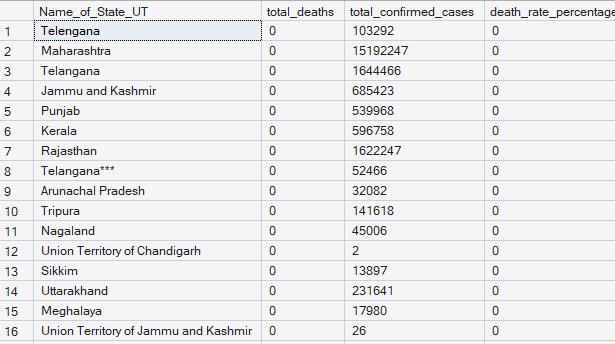 Name_of_State_UT total_deaths total_confirmed_cases death_rate_percentage
1 Telengana 0 103292 0
2 Maharashtra 0 15192247 0
3 Telangana 0 1644466 0
4 Jammu and Kashmir 0 685423 0
5 Punjab 0 539968 0
6 Kerala 0 596758 0
7 Rajasthan 0 1622247 0
8 Telangana*** 0 52466 0
9 Arunachal Pradesh 0 32082 0
10 Tripura 0 141618 0
11 Nagaland 0 45006 0
12 Union Territory of Chandigarh 0 2 0
13 Sikkim 0 13897 0
14 Uttarakhand 0 231641 0
15 Meghalaya 0 17980 0
16 Union Territory of Jammu and Kashmir 0 26 0